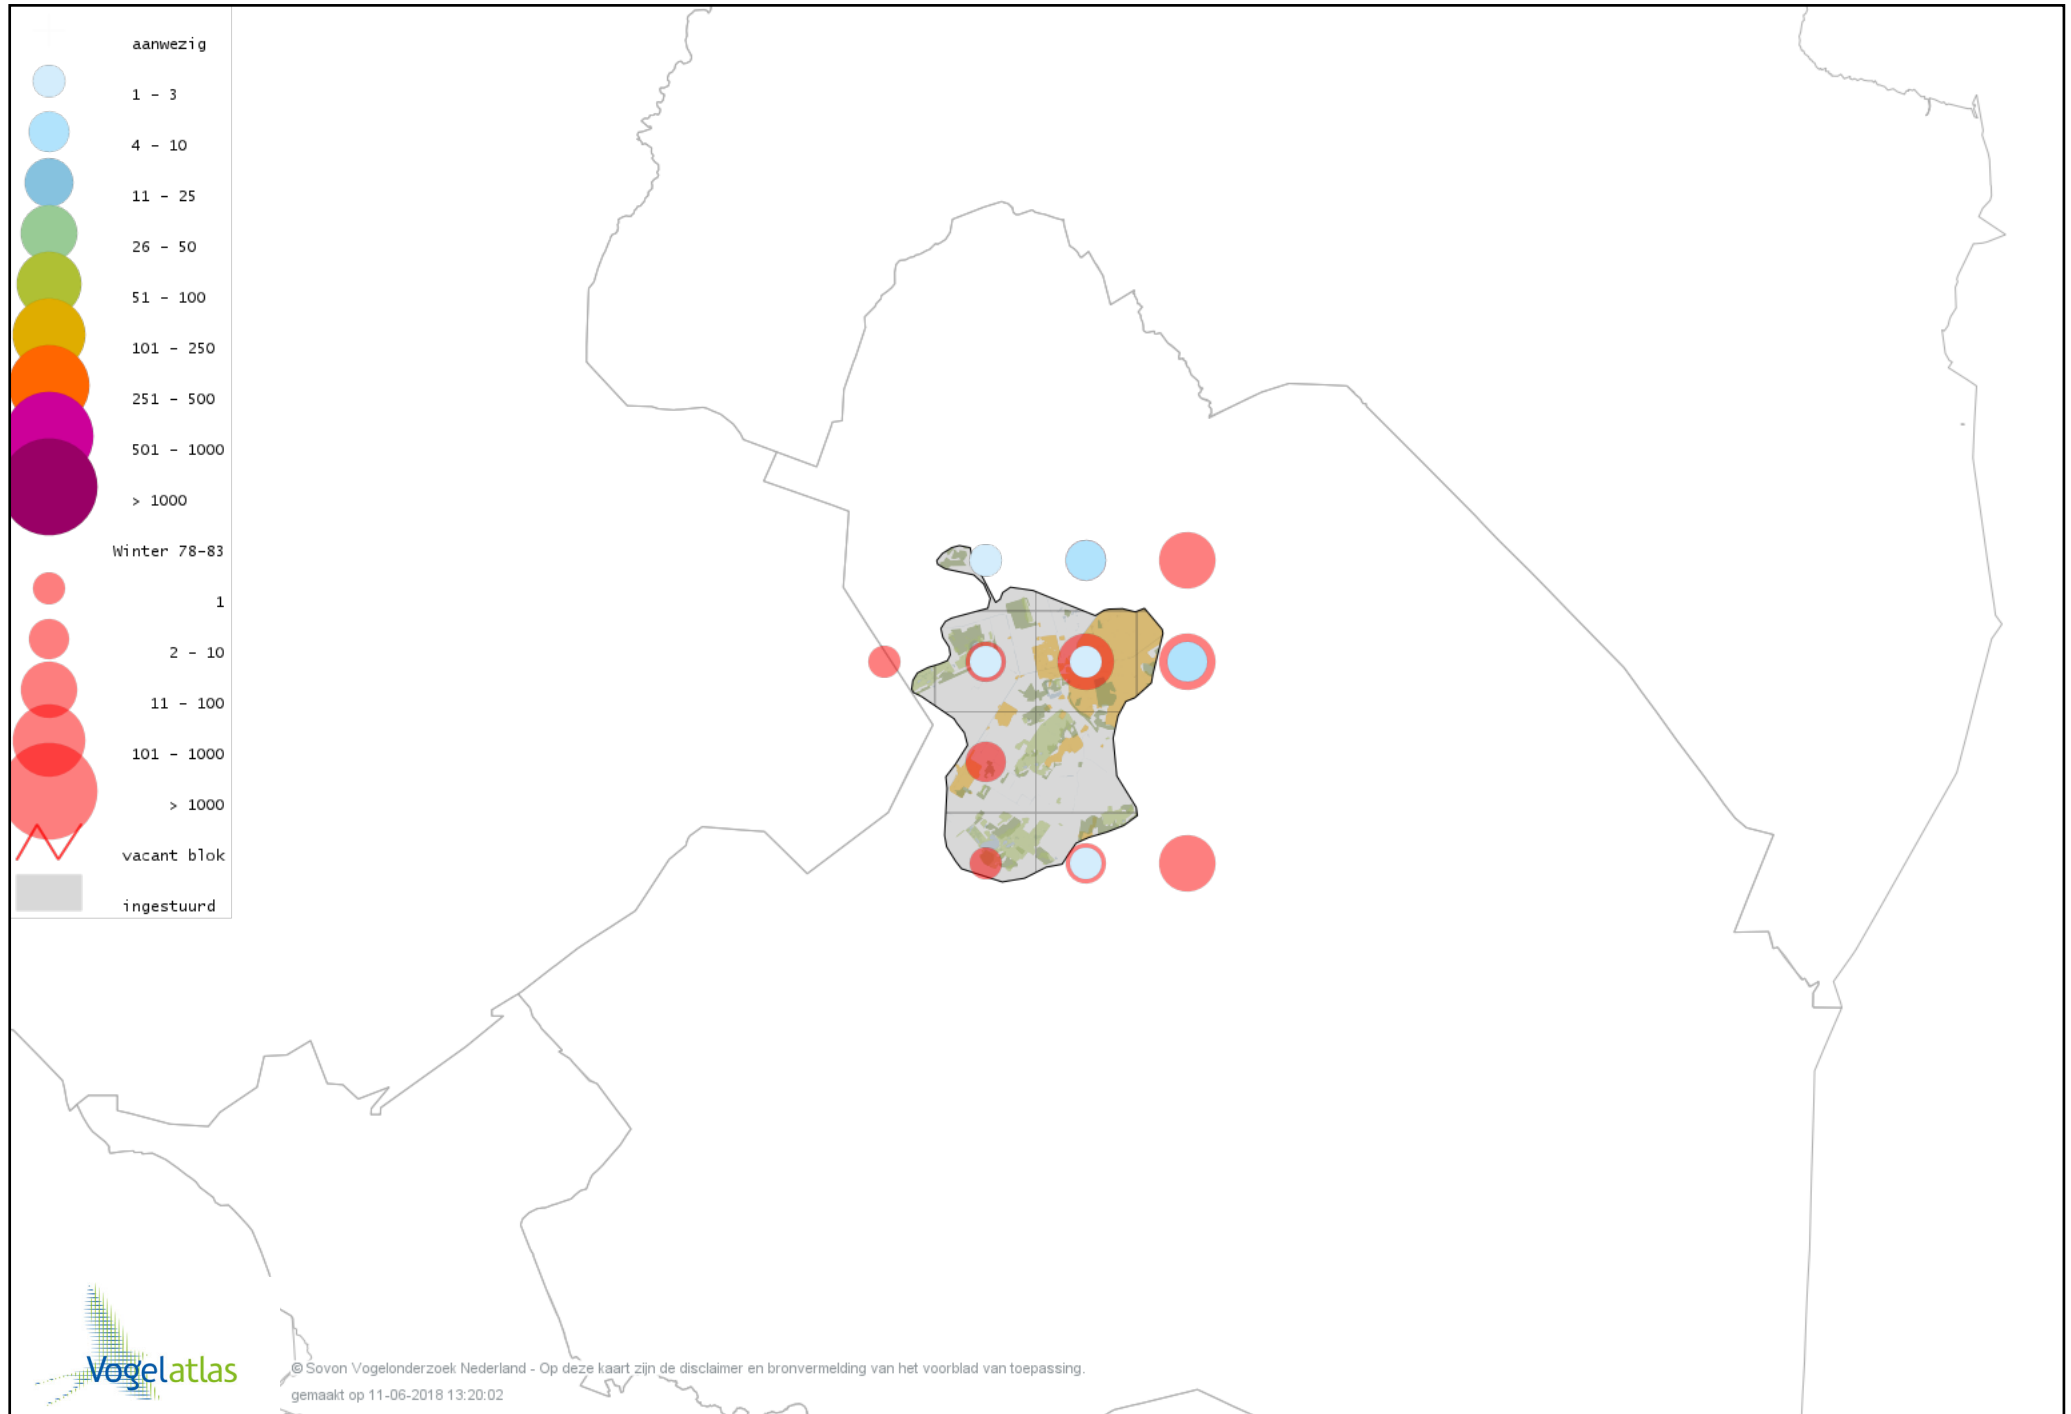 aanwezig
1 - 3
4 - 10
11 - 25
26 - 50
51 - 100
101 - 250
251 - 500
501 - 1000
> 1000
Winter 78-83
1
2 - 10
11 - 100
101 - 1000
> 1000
vacant blok
ingestuurd
Vogelatlas
© Sovon Vogelonderzoek Nederland - Op deze kaart zijn de disclaimer en bronvermelding van het voorblad van toepassing.
gemaakt op 11-06-2018 13:20:02